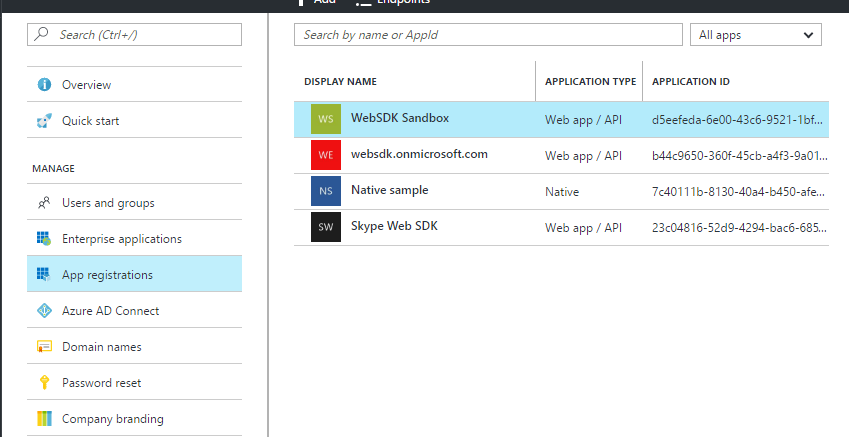 Add Endpoints
Search (Ctrl+/)
Overview
Quick start
MANAGE
Users and groups
Enterprise applications
App registrations
Azure AD Connect
Domain names
Password reset
Company branding
Search by name or AppId All apps
DISPLAY NAME APPLICATION TYPE APPLICATION ID
WS WebSDK Sandbox Web app / API d5eefeda-6e00-43c6-9521-1bf...
WE websdk.onmicrosoft.com Web app / API b44c9650-360f-45cb-a4f3-9a01...
NS Native sample Native 7c40111b-8130-40a4-b450-afe...
SW Skype Web SDK Web app / API 23c04816-52d9-4294-bac6-685...